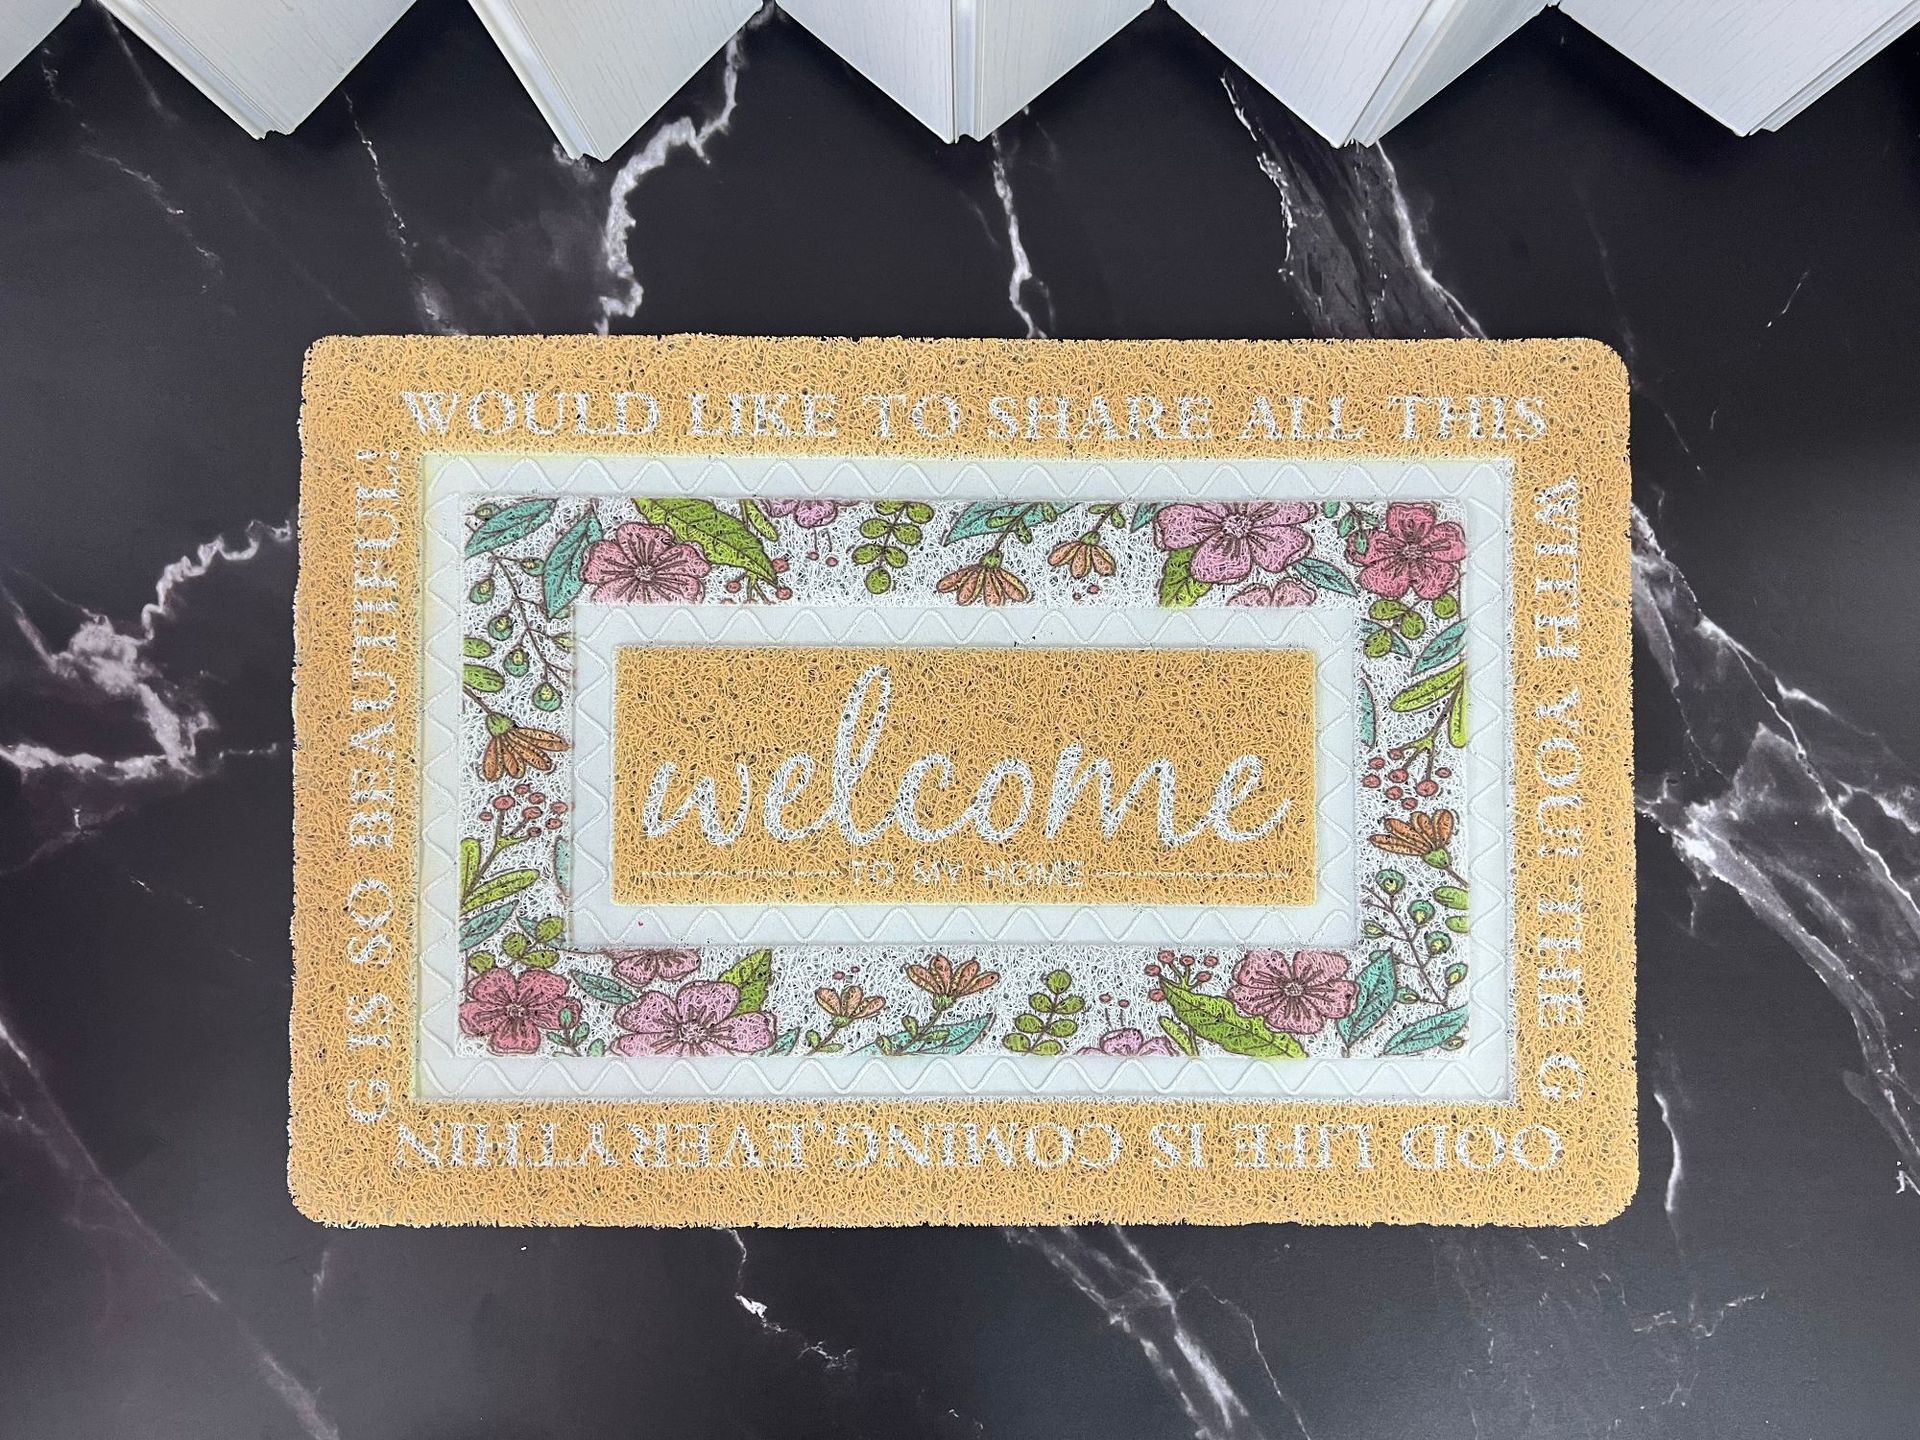 WOULD LIKE TO SHARE ALL THIS
WITH YOU! THE G
OOD LIFE IS COMING,EVERYTHIN
G IS SO BEAUTIFUL!
welcome
TO MY HOME